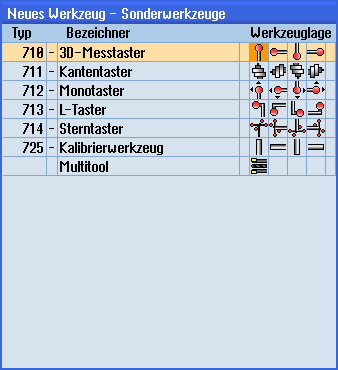 Neues Werkzeug - Sonderwerkzeuge
Typ Bezeichner Werkzeuglage
710 - 3D-Messtaster
711 - Kantentaster
712 - Monotaster
713 - L-Taster
714 - Sterntaster
725 - Kalibrierwerkzeug
Multitool